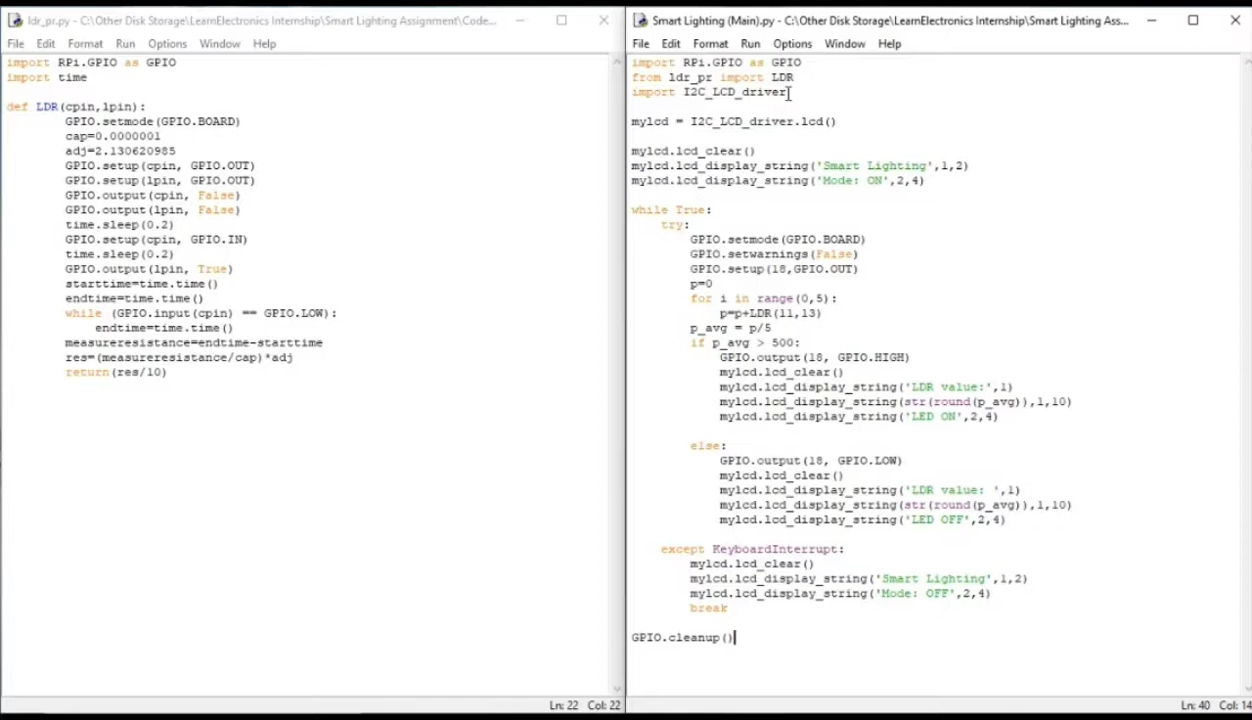 ldr_pr.py - C:\Other Disk Storage\LearnElectronics Internship\Smart Lighting Assignment\Code...
File Edit Format Run Options Window Help
import RPi.GPIO as GPIO
import time

def LDR(cpin,lpin):
        GPIO.setmode(GPIO.BOARD)
        cap=0.0000001
        adj=2.130620985
        GPIO.setup(cpin, GPIO.OUT)
        GPIO.setup(lpin, GPIO.OUT)
        GPIO.output(cpin, False)
        GPIO.output(lpin, False)
        time.sleep(0.2)
        GPIO.setup(cpin, GPIO.IN)
        time.sleep(0.2)
        GPIO.output(lpin, True)
        starttime=time.time()
        endtime=time.time()
        while (GPIO.input(cpin) == GPIO.LOW):
            endtime=time.time()
        measureresistance=endtime-starttime
        res=(measureresistance/cap)*adj
        return(res/10)
Ln: 22 Col: 22
Smart Lighting (Main).py - C:\Other Disk Storage\LearnElectronics Internship\Smart Lighting Ass...
File Edit Format Run Options Window Help
import RPi.GPIO as GPIO
from ldr_pr import LDR
import I2C_LCD_driver

mylcd = I2C_LCD_driver.lcd()

mylcd.lcd_clear()
mylcd.lcd_display_string('Smart Lighting',1,2)
mylcd.lcd_display_string('Mode: ON',2,4)

while True:
    try:
        GPIO.setmode(GPIO.BOARD)
        GPIO.setwarnings(False)
        GPIO.setup(18,GPIO.OUT)
        p=0
        for i in range(0,5):
            p=p+LDR(11,13)
        p_avg = p/5
        if p_avg > 500:
            GPIO.output(18, GPIO.HIGH)
            mylcd.lcd_clear()
            mylcd.lcd_display_string('LDR value:',1)
            mylcd.lcd_display_string(str(round(p_avg)),1,10)
            mylcd.lcd_display_string('LED ON',2,4)

        else:
            GPIO.output(18, GPIO.LOW)
            mylcd.lcd_clear()
            mylcd.lcd_display_string('LDR value: ',1)
            mylcd.lcd_display_string(str(round(p_avg)),1,10)
            mylcd.lcd_display_string('LED OFF',2,4)

    except KeyboardInterrupt:
        mylcd.lcd_clear()
        mylcd.lcd_display_string('Smart Lighting',1,2)
        mylcd.lcd_display_string('Mode: OFF',2,4)
        break

GPIO.cleanup()
Ln: 40 Col: 14